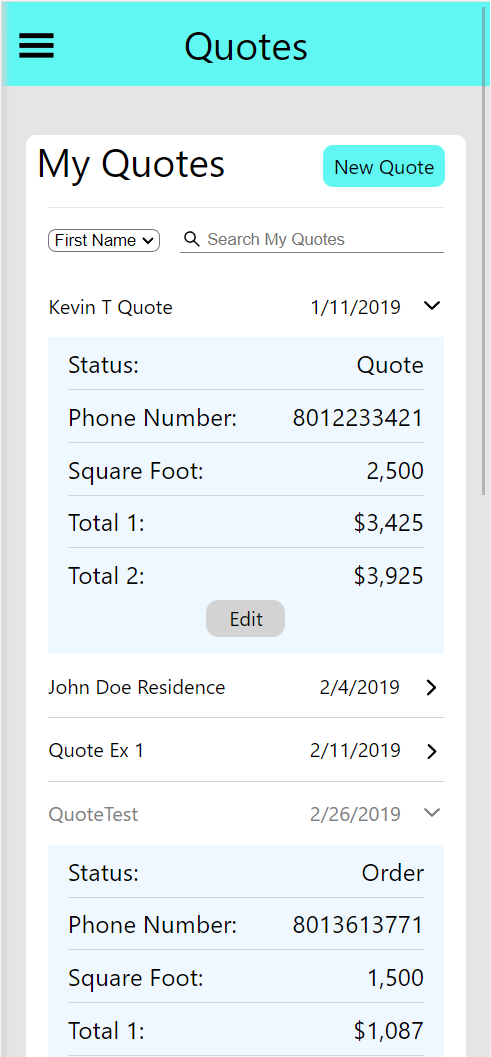 Quotes
My Quotes New Quote
First Name Search My Quotes
Kevin T Quote 1/11/2019
Status: Quote
Phone Number: 8012233421
Square Foot: 2,500
Total 1: $3,425
Total 2: $3,925
Edit
John Doe Residence 2/4/2019
Quote Ex 1 2/11/2019
QuoteTest 2/26/2019
Status: Order
Phone Number: 8013613771
Square Foot: 1,500
Total 1: $1,087